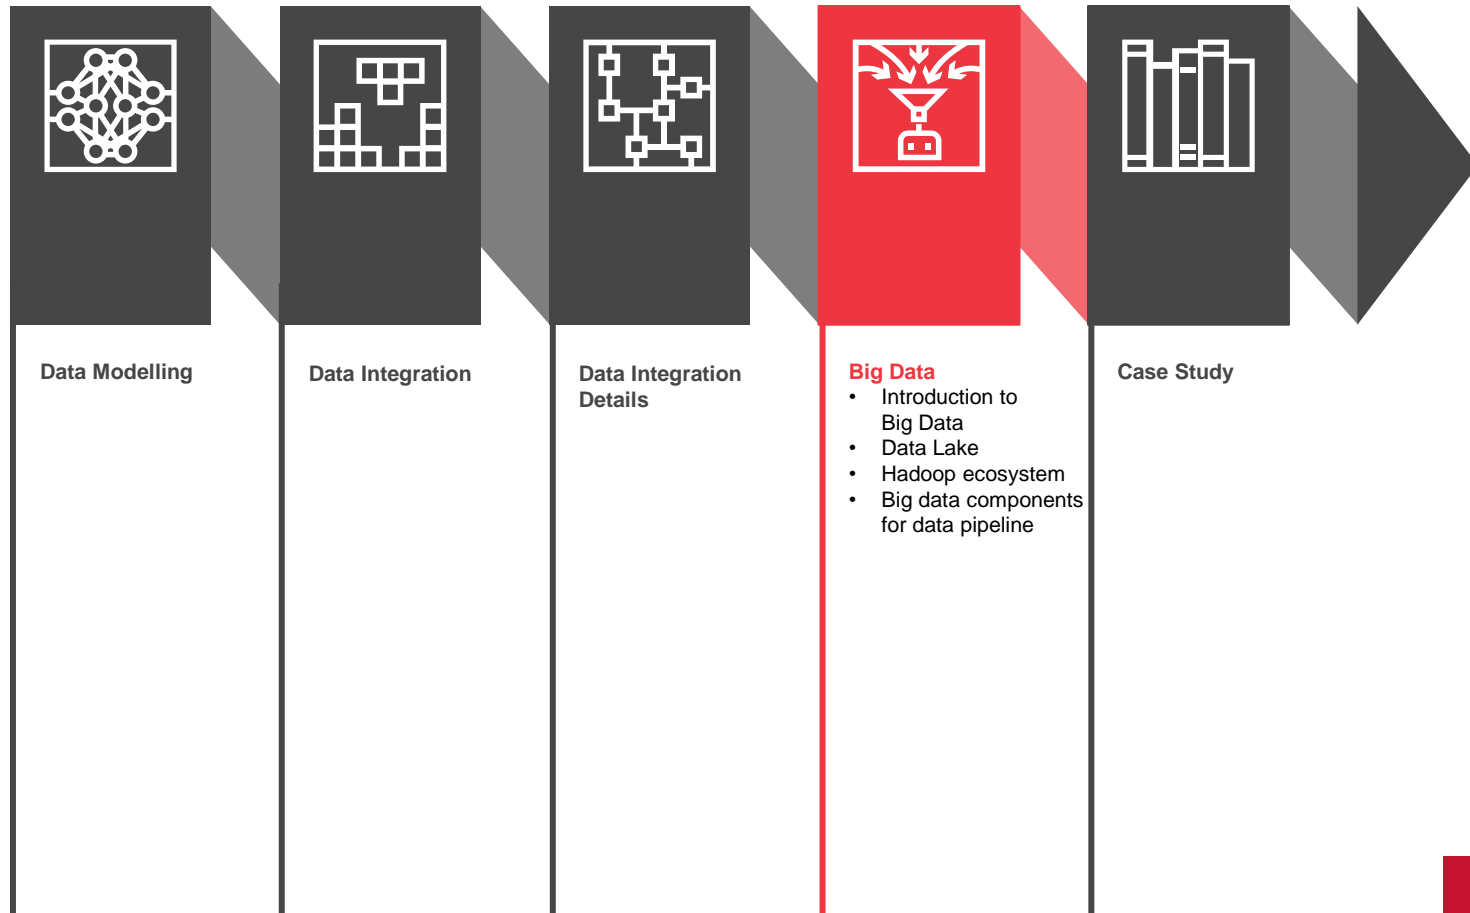 Data Modelling
Data Integration
Data Integration
Details
Big Data
• Introduction to
Big Data
• Data Lake
• Hadoop ecosystem
• Big data components
for data pipeline
Case Study